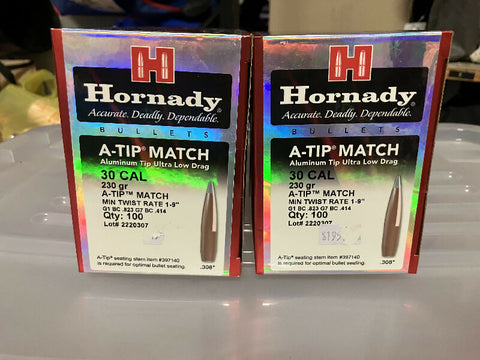 H
Hornady
Accurate. Deadly. Dependable.
BULLETS
A-TIP® MATCH
Aluminum Tip Ultra Low Drag
30 CAL
230 gr
A-TIP™ MATCH
MIN TWIST RATE 1-9"
G1 BC .823 G7 BC .414
Qty: 100
Lot# 2220307
A-Tip® seating stem item #397140
is required for optimal bullet seating.
.308"
H
Hornady
Accurate. Deadly. Dependable.
BULLETS
A-TIP® MATCH
Aluminum Tip Ultra Low Drag
30 CAL
230 gr
A-TIP™ MATCH
MIN TWIST RATE 1-9"
G1 BC .823 G7 BC .414
Qty: 100
Lot# 2220307
A-Tip® seating stem item #397140
is required for optimal bullet seating.
.308"